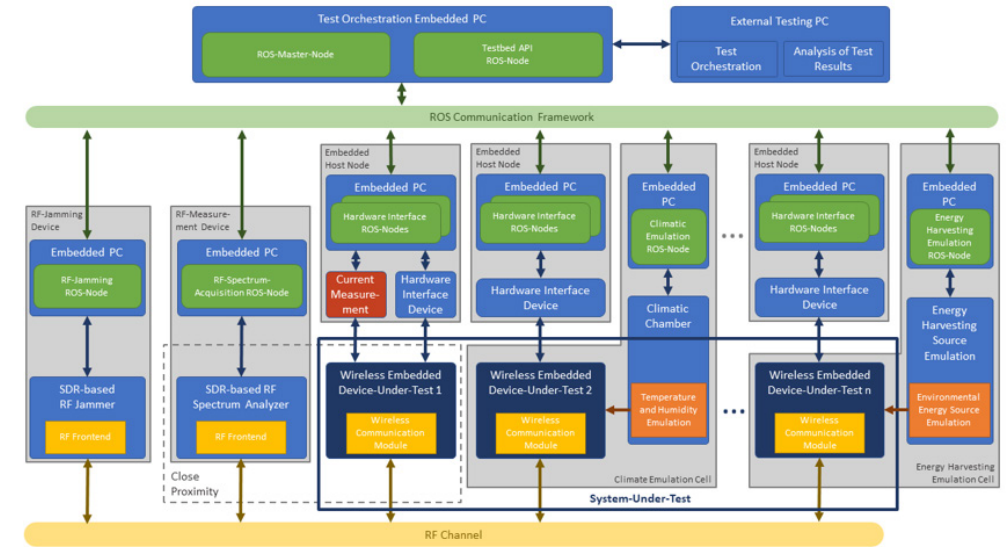 Test Orchestration Embedded PC
ROS-Master-Node
Testbed API
ROS-Node
External Testing PC
Test
Orchestration
Analysis of Test
Results
ROS Communication Framework
RF-Jamming
Device
Embedded PC
RF-Jamming
ROS-Node
SDR-based
RF Jammer
RF Frontend
RF-Measure-
ment Device
Embedded PC
RF-Spectrum-
Acquisition ROS-Node
SDR-based RF
Spectrum Analyzer
RF Frontend
Close
Proximity
Embedded
Host Node
Embedded PC
Hardware Interface
ROS-Nodes
Current
Measure-
ment
Hardware
Interface
Device
Wireless Embedded
Device-Under-Test 1
Wireless
Communication
Module
Embedded
Host Node
Embedded PC
Hardware Interface
ROS-Nodes
Hardware Interface
Device
Wireless Embedded
Device-Under-Test 2
Wireless
Communication
Module
Embedded
PC
Climatic
Emulation
ROS-Node
Climatic
Chamber
Temperature
and Humidity
Emulation
Climate Emulation Cell
...
...
Embedded
Host Node
Embedded PC
Hardware Interface
ROS-Nodes
Hardware Interface
Device
Wireless Embedded
Device-Under-Test n
Wireless
Communication
Module
Embedded
PC
Energy
Harvesting
Emulation
ROS-Node
Energy
Harvesting
Source
Emulation
Environmental
Energy Source
Emulation
Energy Harvesting
Emulation Cell
System-Under-Test
RF Channel